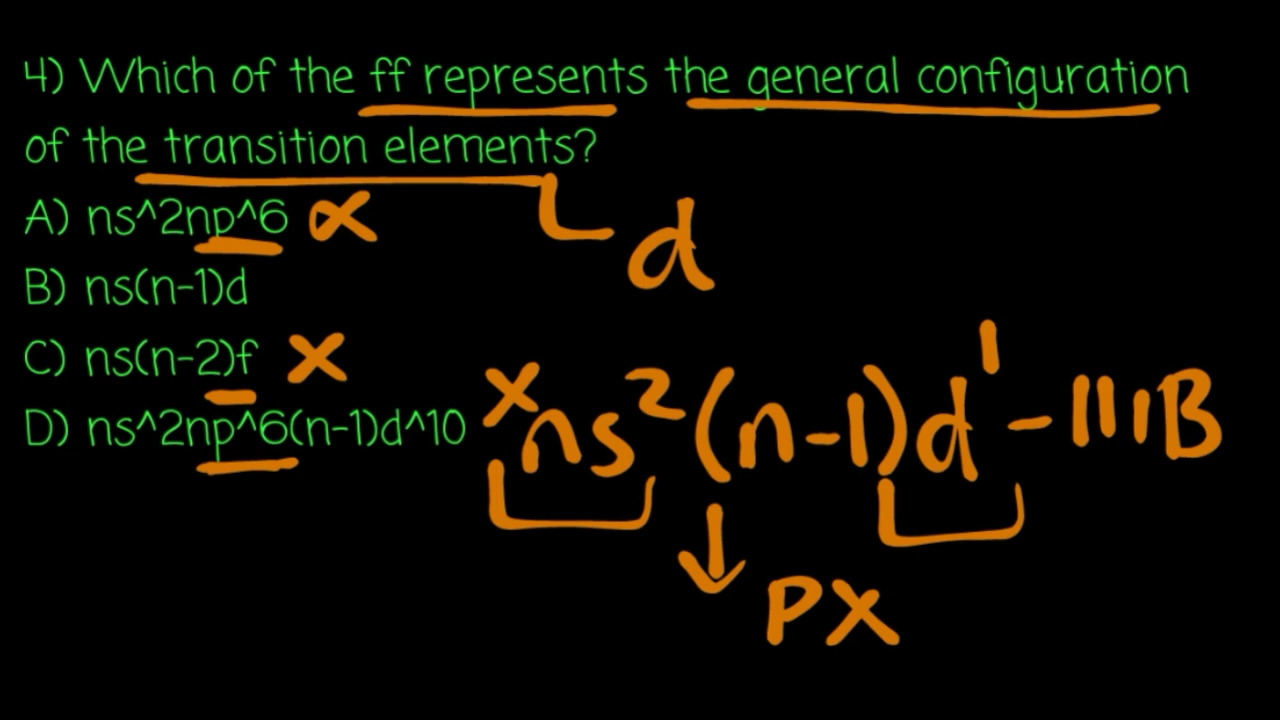 4) Which of the ff represents the general configuration
of the transition elements?
A) ns^2np^6 x
d
B) ns(n-1)d
C) ns(n-2)f x
D) ns^2np^6(n-1)d^10 x
ns² (n-1)d¹ - IIIB
PX